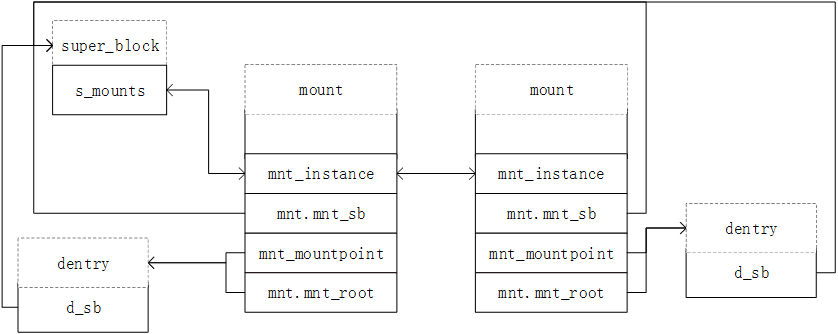 super_block
s_mounts
mount
mnt_instance
mnt.mnt_sb
mnt_mountpoint
mnt.mnt_root
mount
mnt_instance
mnt.mnt_sb
mnt_mountpoint
mnt.mnt_root
dentry
d_sb
dentry
d_sb